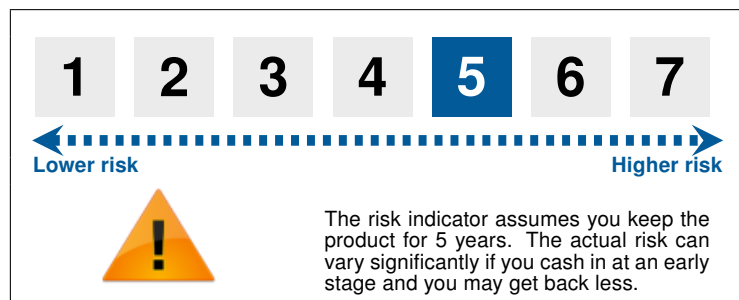 1 2 3 4 5 6 7
Lower risk Higher risk
!
The risk indicator assumes you keep the
product for 5 years. The actual risk can
vary significantly if you cash in at an early
stage and you may get back less.